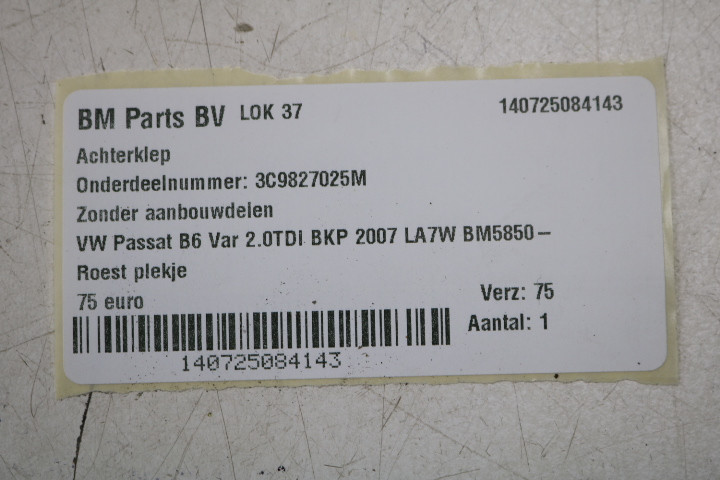 BM Parts BV LOK 37 140725084143
Achterklep
Onderdeelnummer: 3C9827025M
Zonder aanbouwdelen
VW Passat B6 Var 2.0TDI BKP 2007 LA7W BM5850-
Roest plekje
75 euro Verz: 75
Aantal: 1
140725084143